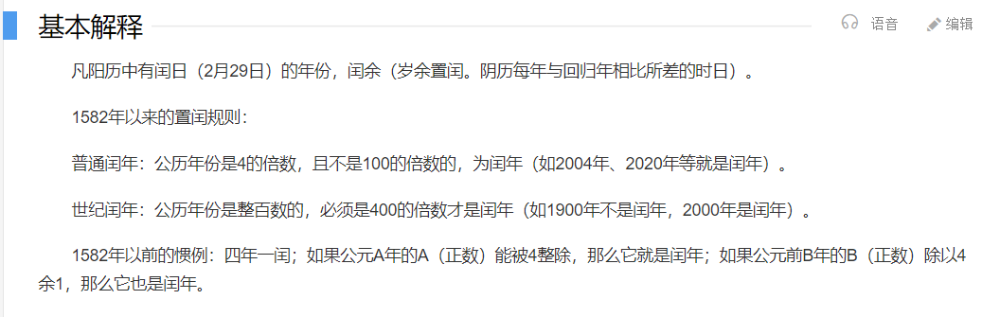 基本解释
语音
编辑
凡阳历中有闰日（2月29日）的年份，闰余（岁余置闰。阴历每年与回归年相比所差的时日）。
1582年以来的置闰规则：
普通闰年：公历年份是4的倍数，且不是100的倍数的，为闰年（如2004年、2020年等就是闰年）。
世纪闰年：公历年份是整百数的，必须是400的倍数才是闰年（如1900年不是闰年，2000年是闰年）。
1582年以前的惯例：四年一闰；如果公元A年的A（正数）能被4整除，那么它就是闰年；如果公元前B年的B（正数）除以4
余1，那么它也是闰年。